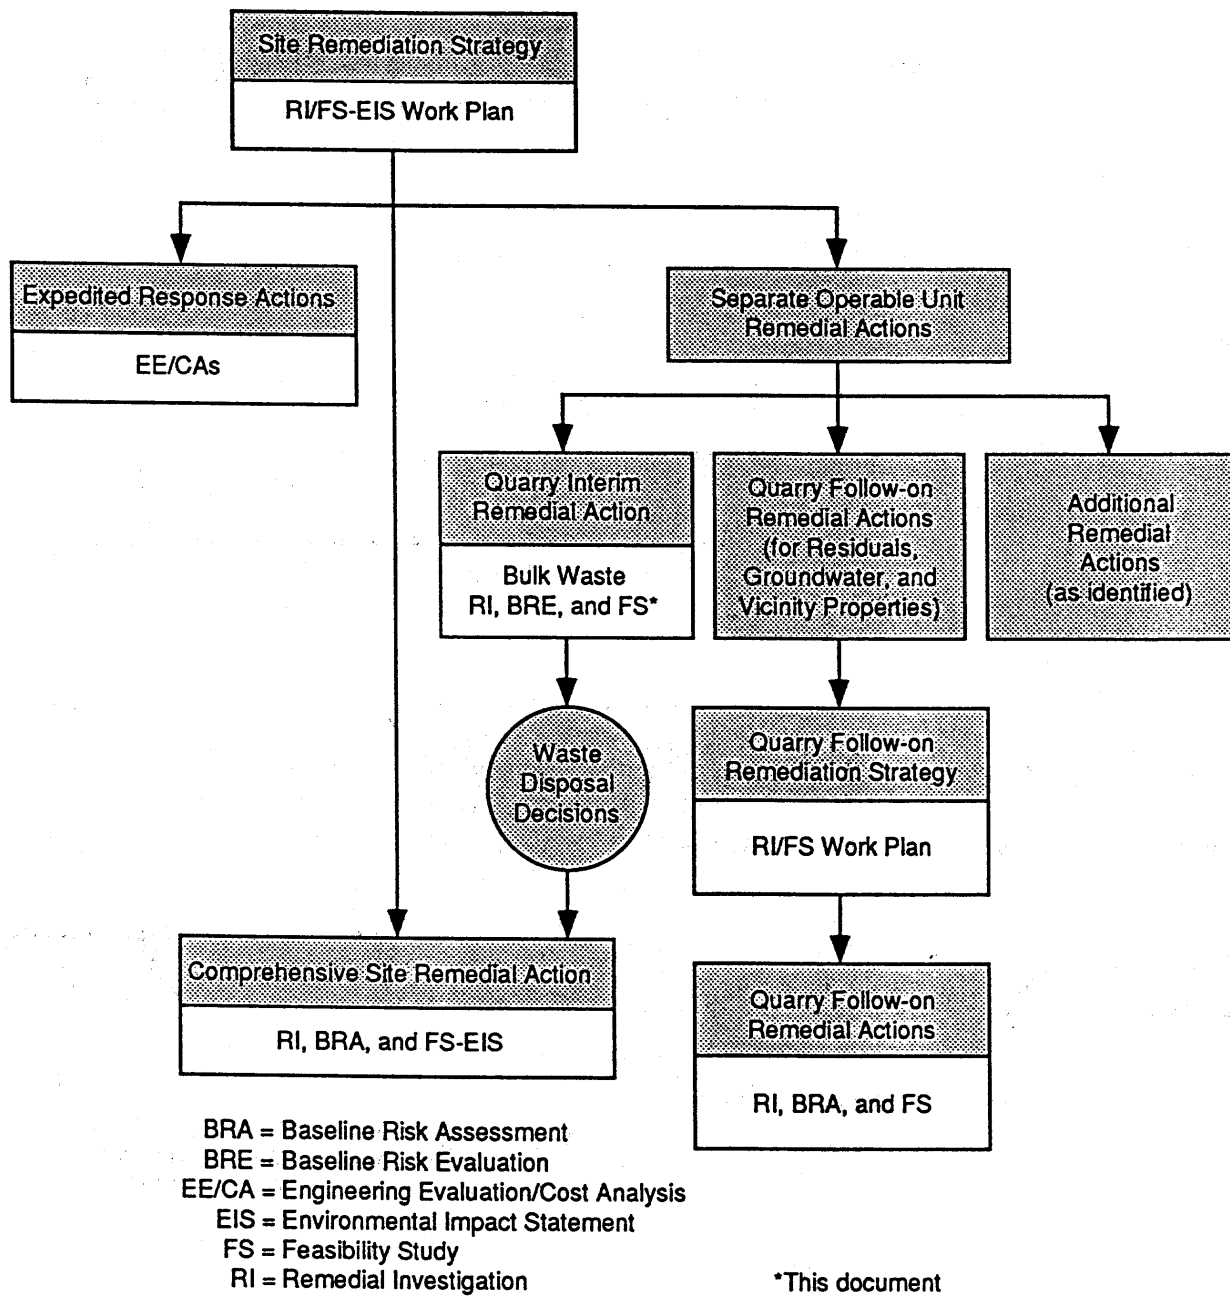 Site Remediation Strategy
RI/FS-EIS Work Plan
Expedited Response Actions
EE/CAs
Separate Operable Unit
Remedial Actions
Quarry Interim
Remedial Action
Bulk Waste
RI, BRE, and FS*
Quarry Follow-on
Remedial Actions
(for Residuals,
Groundwater, and
Vicinity Properties)
Additional
Remedial
Actions
(as identified)
Waste
Disposal
Decisions
Quarry Follow-on
Remediation Strategy
RI/FS Work Plan
Comprehensive Site Remedial Action
RI, BRA, and FS-EIS
Quarry Follow-on
Remedial Actions
RI, BRA, and FS
BRA = Baseline Risk Assessment
BRE = Baseline Risk Evaluation
EE/CA = Engineering Evaluation/Cost Analysis
EIS = Environmental Impact Statement
FS = Feasibility Study
RI = Remedial Investigation
*This document